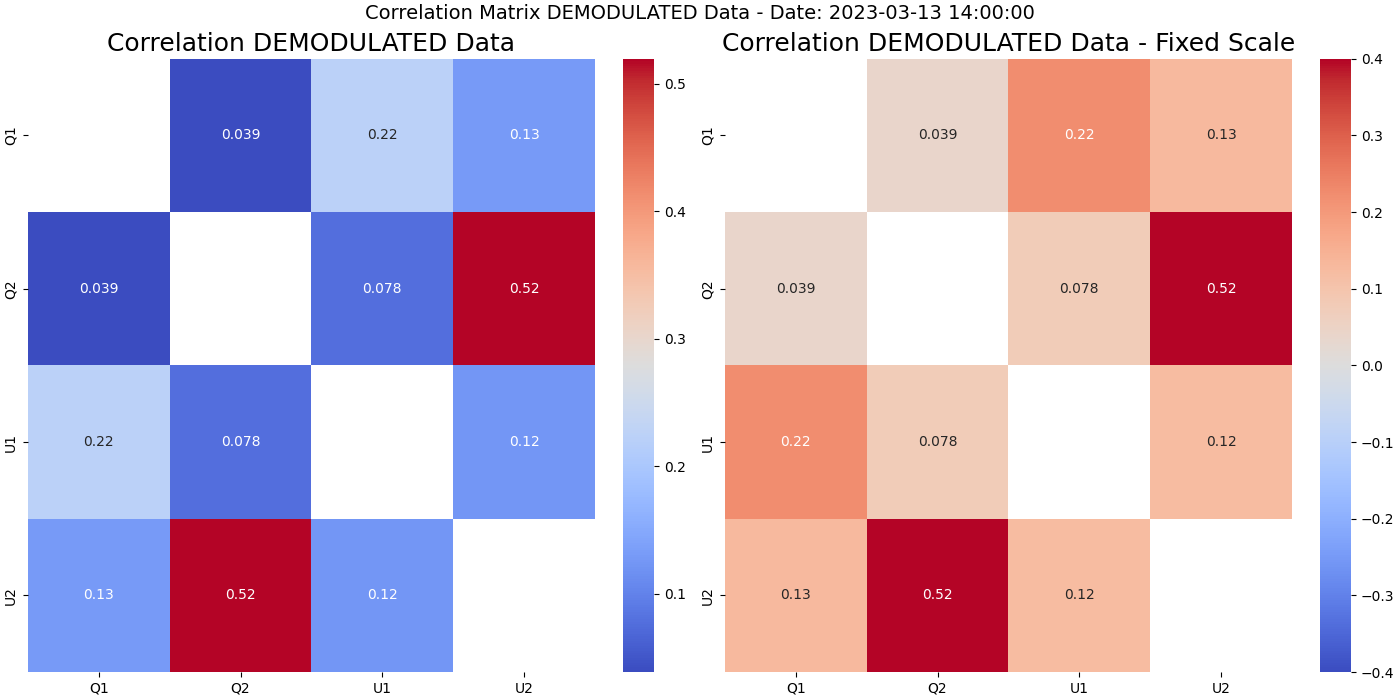 Correlation Matrix DEMODULATED Data - Date: 2023-03-13 14:00:00
Correlation DEMODULATED Data
Q1
0.039
0.22
0.13
Q2
0.039
0.078
0.52
U1
0.22
0.078
0.12
U2
0.13
0.52
0.12
Q1
Q2
U1
U2
0.5
0.4
0.3
0.2
0.1
Correlation DEMODULATED Data - Fixed Scale
Q1
0.039
0.22
0.13
Q2
0.039
0.078
0.52
U1
0.22
0.078
0.12
U2
0.13
0.52
0.12
Q1
Q2
U1
U2
0.4
0.3
0.2
0.1
0.0
−0.1
−0.2
−0.3
−0.4